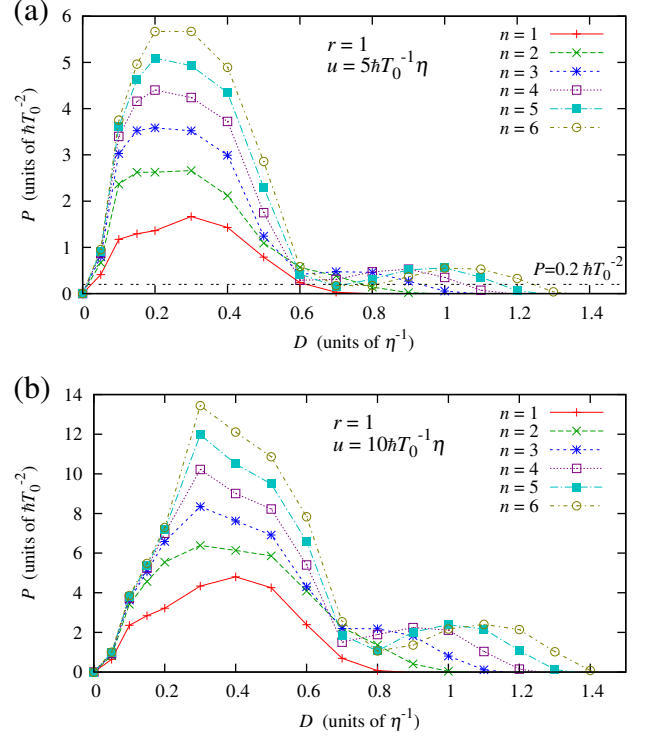 (a)
r = 1
u = 5ħT₀⁻¹η
n = 1
n = 2
n = 3
n = 4
n = 5
n = 6
P=0.2 ħT₀⁻²
P (units of ħT₀⁻²)
6
5
4
3
2
1
0
0 0.2 0.4 0.6 0.8 1 1.2 1.4
D (units of η⁻¹)
(b)
r = 1
u = 10ħT₀⁻¹η
n = 1
n = 2
n = 3
n = 4
n = 5
n = 6
P (units of ħT₀⁻²)
14
12
10
8
6
4
2
0
0 0.2 0.4 0.6 0.8 1 1.2 1.4
D (units of η⁻¹)